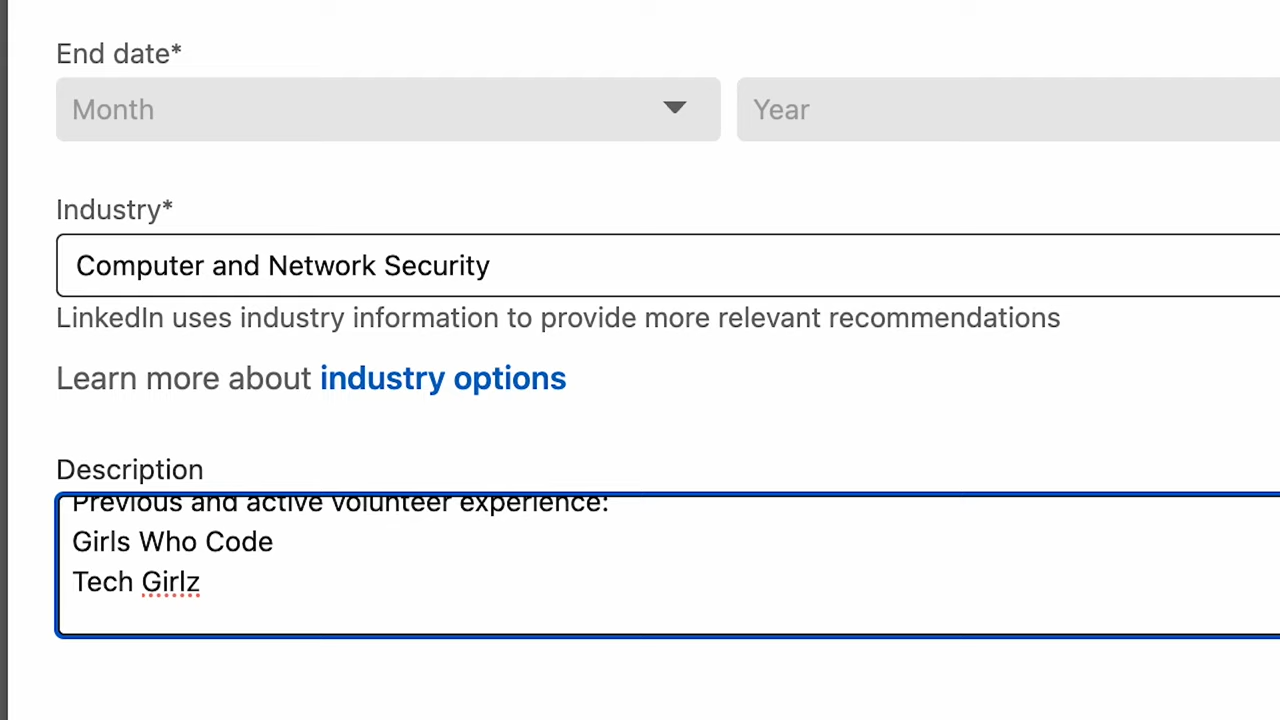 End date*
Month Year
Industry*
Computer and Network Security
LinkedIn uses industry information to provide more relevant recommendations
Learn more about industry options
Description
Previous and active volunteer experience:
Girls Who Code
Tech Girlz